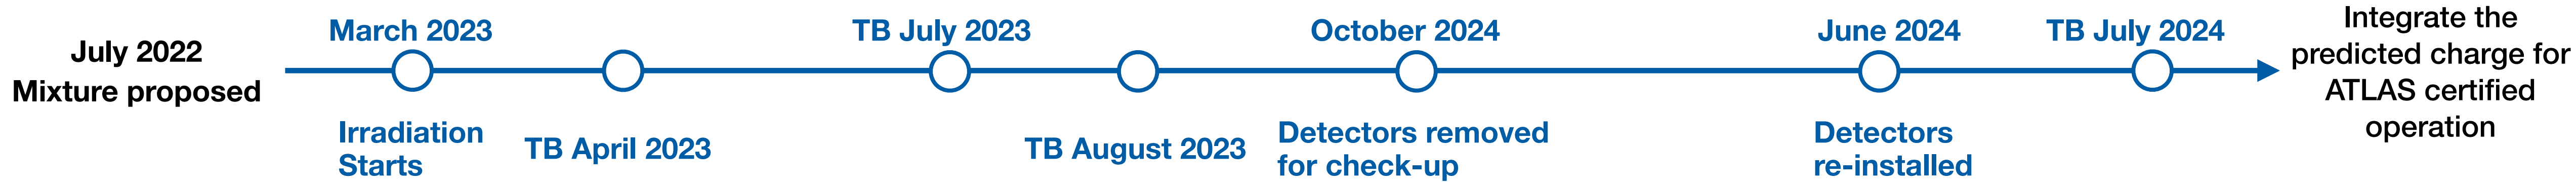 July 2022
Mixture proposed
March 2023
Irradiation
Starts
TB April 2023
TB July 2023
TB August 2023
October 2024
Detectors removed
for check-up
June 2024
Detectors
re-installed
TB July 2024
Integrate the
predicted charge for
ATLAS certified
operation